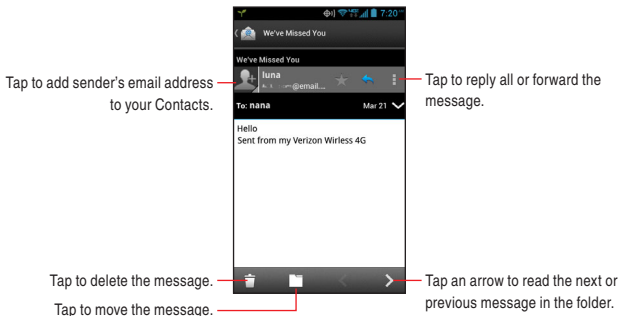 7:20
We've Missed You
We've Missed You
luna
@email....
Tap to add sender's email address
to your Contacts.
Tap to reply all or forward the
message.
To: nana Mar 21
Hello
Sent from my Verizon Wirless 4G
Tap to delete the message.
Tap to move the message.
Tap an arrow to read the next or
previous message in the folder.